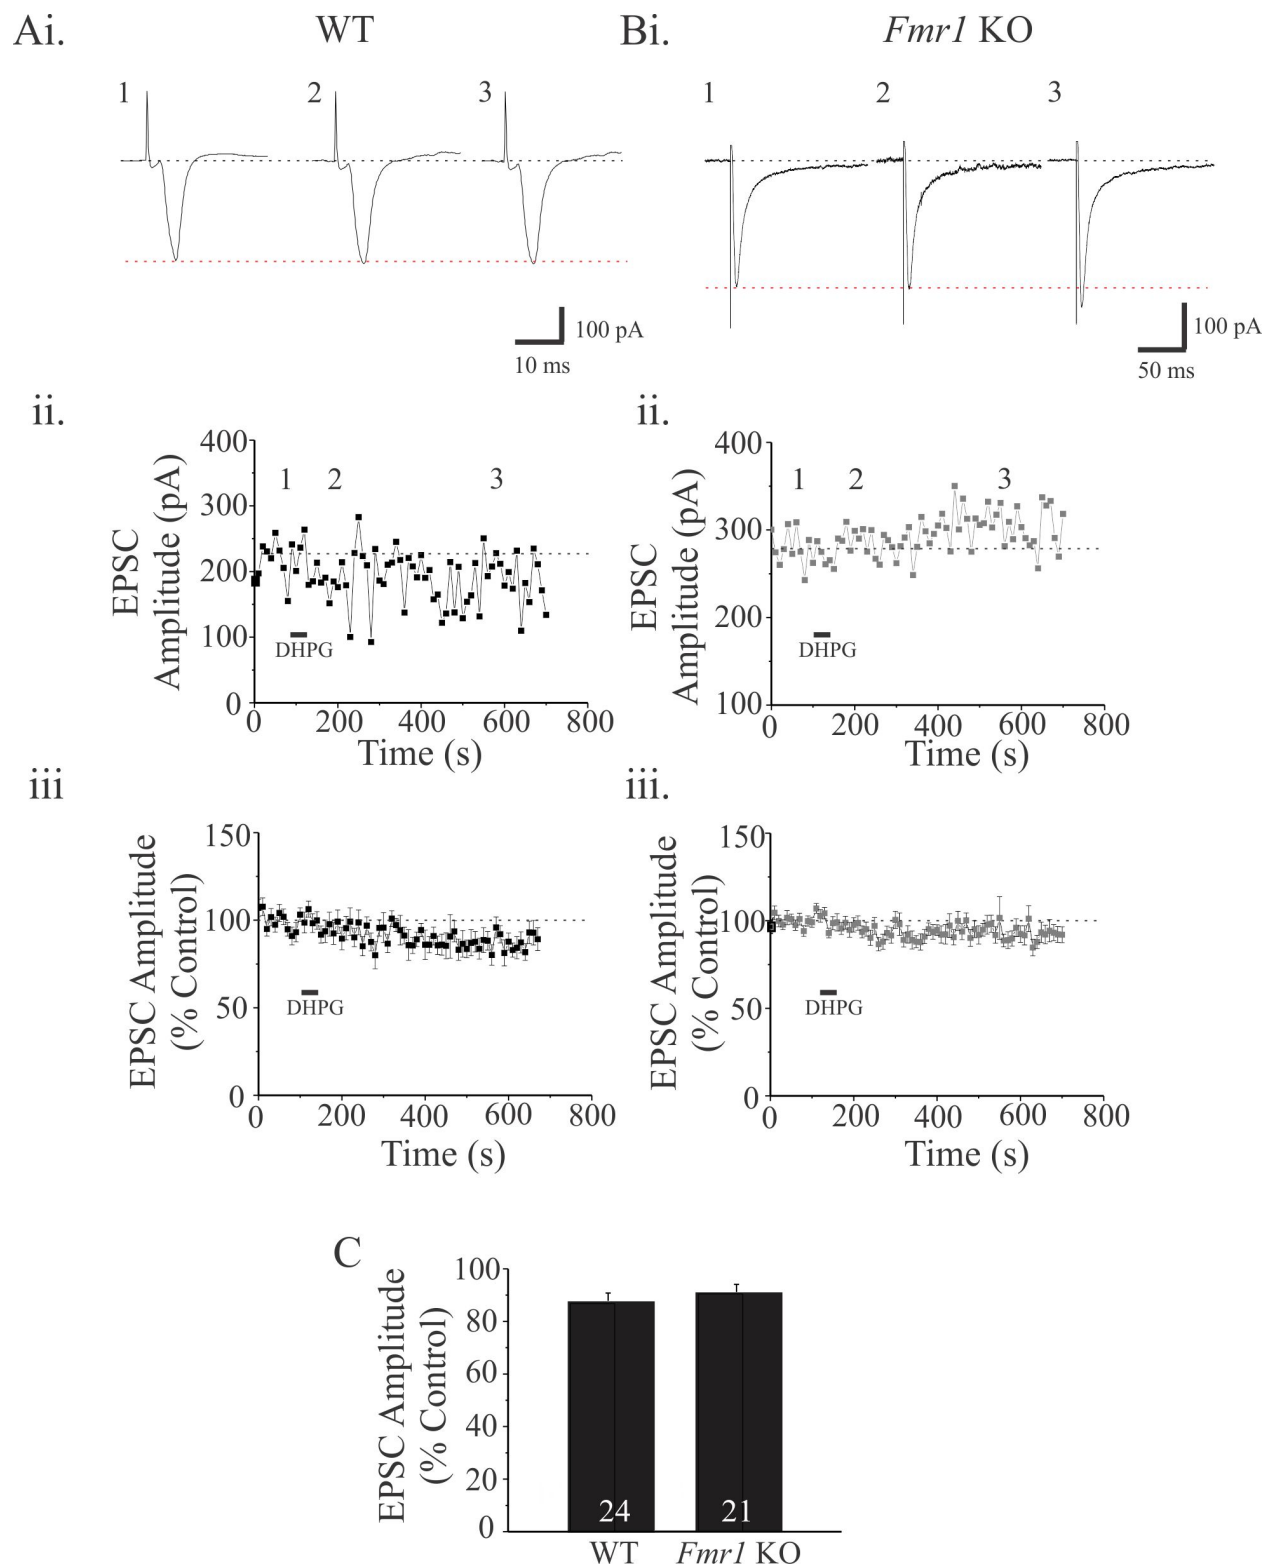 Ai.
WT
Bi.
Fmr1 KO
1
2
3
1
2
3
100 pA
10 ms
100 pA
50 ms
ii.
EPSC
Amplitude (pA)
400
300
200
100
0
1
2
3
DHPG
0
200
400
600
800
Time (s)
ii.
EPSC
Amplitude (pA)
400
300
200
100
1
2
3
DHPG
0
200
400
600
800
Time (s)
iii
EPSC Amplitude
(% Control)
150
100
50
0
DHPG
0
200
400
600
800
Time (s)
iii.
EPSC Amplitude
(% Control)
150
100
50
0
DHPG
0
200
400
600
800
Time (s)
C
EPSC Amplitude
(% Control)
100
80
60
40
20
0
24
21
WT
Fmr1 KO